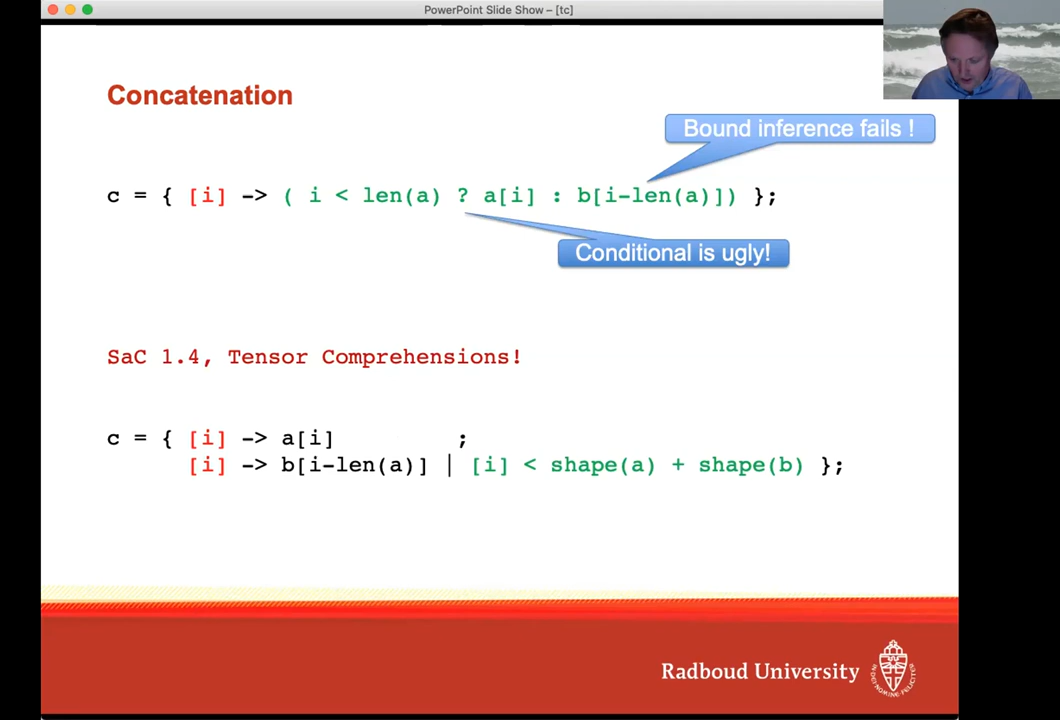 PowerPoint Slide Show – [tc]
Concatenation
Bound inference fails !
c = { [i] -> ( i < len(a) ? a[i] : b[i-len(a)]) };
Conditional is ugly!
SaC 1.4, Tensor Comprehensions!
c = { [i] -> a[i] ;
[i] -> b[i-len(a)] | [i] < shape(a) + shape(b) };
Radboud University